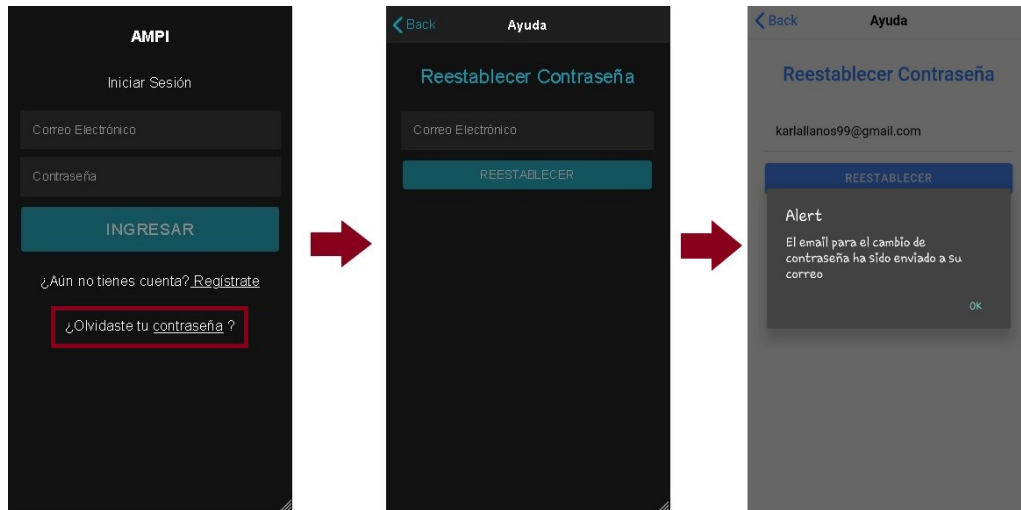 AMPI
Iniciar Sesión
Correo Electrónico
Contraseña
INGRESAR
¿Aún no tienes cuenta? Regístrate
¿Olvidaste tu contraseña ?
Back
Ayuda
Reestablecer Contraseña
Correo Electrónico
REESTABLECER
Back
Ayuda
Reestablecer Contraseña
karlallanos99@gmail.com
REESTABLECER
Alert
El email para el cambio de
contraseña ha sido enviado a su
correo
OK